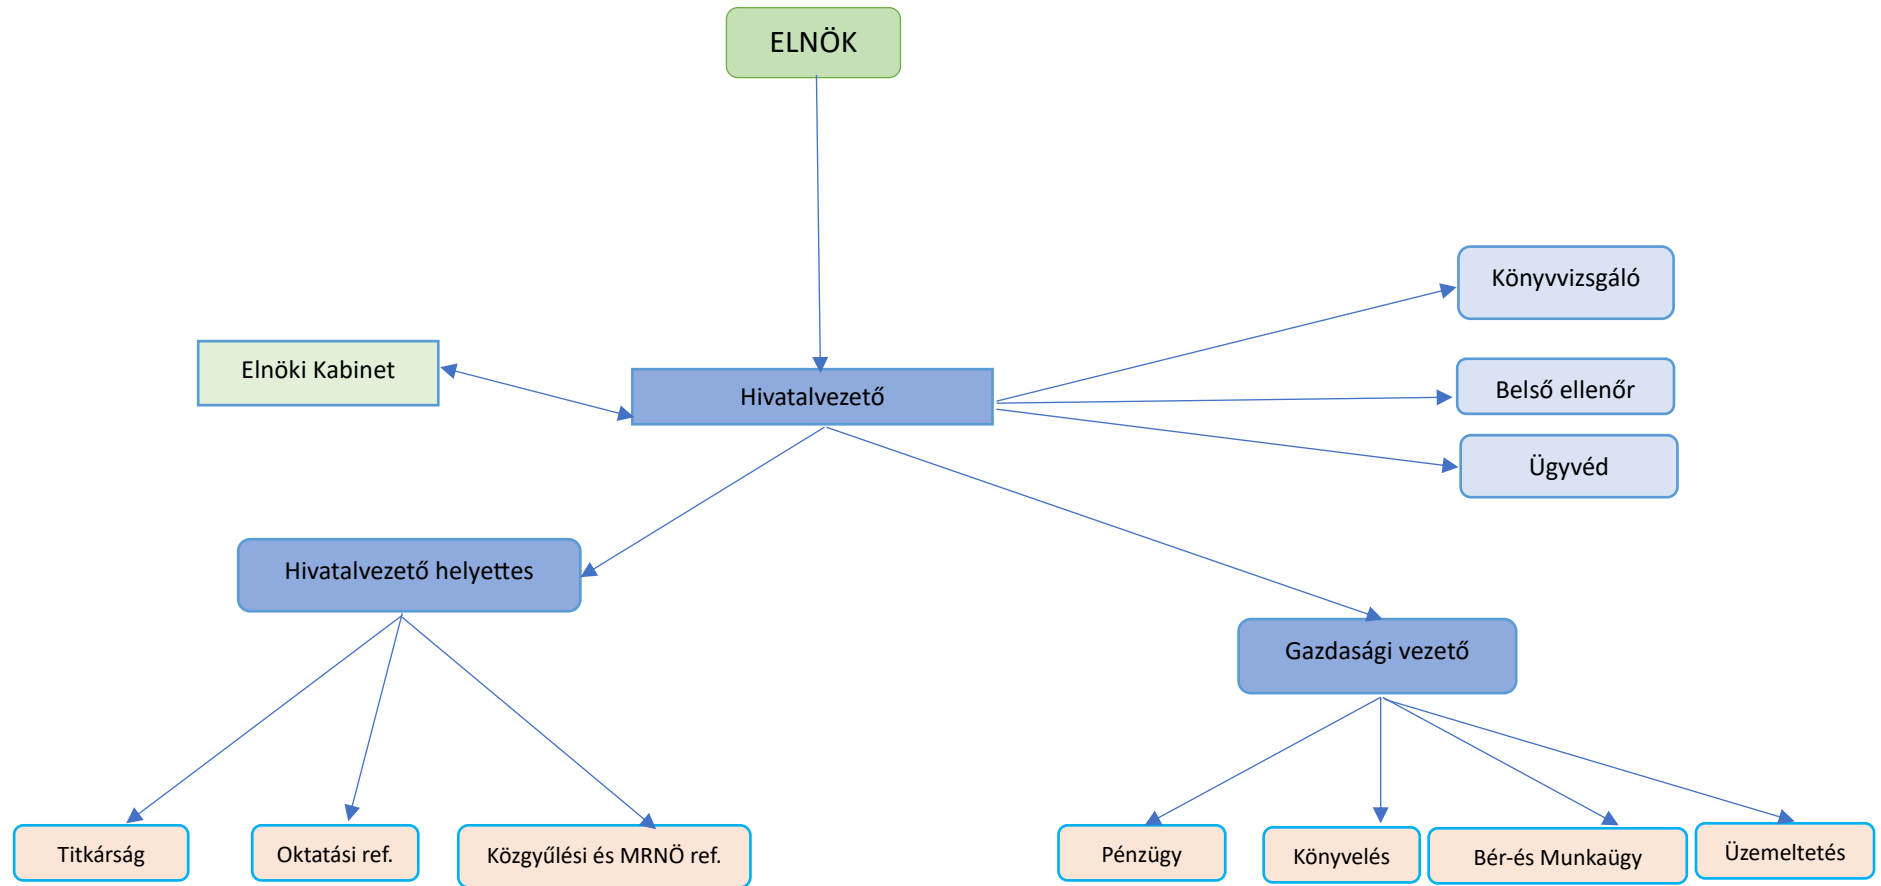 ELNÖK
Könyvvizsgáló
Elnöki Kabinet
Hivatalvezető
Belső ellenőr
Ügyvéd
Hivatalvezető helyettes
Gazdasági vezető
Titkárság
Oktatási ref.
Közgyűlési és MRNÖ ref.
Pénzügy
Könyvelés
Bér-és Munkaügy
Üzemeltetés